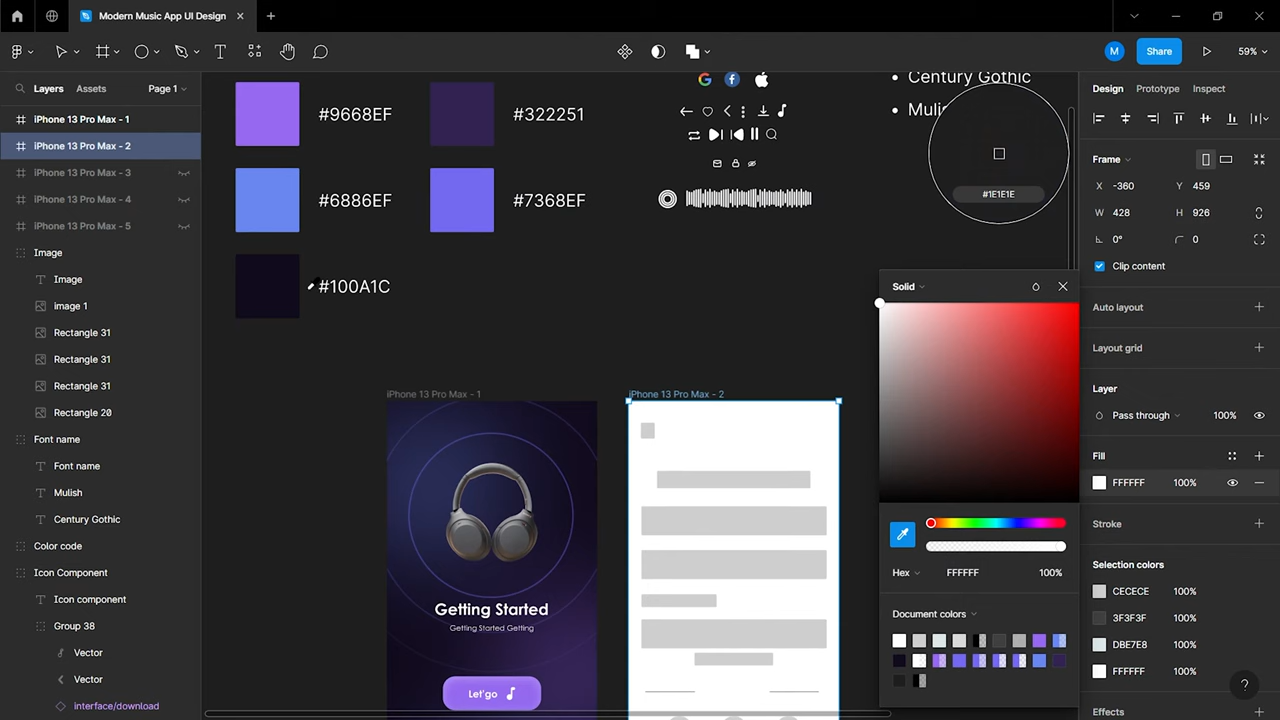 Modern Music App UI Design
M
Share
59%
Layers
Assets
Page 1
iPhone 13 Pro Max - 1
iPhone 13 Pro Max - 2
iPhone 13 Pro Max - 3
iPhone 13 Pro Max - 4
iPhone 13 Pro Max - 5
Image
Image
image 1
Rectangle 31
Rectangle 31
Rectangle 31
Rectangle 20
Font name
Font name
Mulish
Century Gothic
Color code
Icon Component
Icon component
Group 38
Vector
Vector
interface/download
#9668EF
#322251
#6886EF
#7368EF
#100A1C
Century Gothic
#1E1E1E
iPhone 13 Pro Max - 1
iPhone 13 Pro Max - 2
Getting Started
Getting Started Getting
Let'go
Solid
Hex
FFFFFF
100%
Document colors
Design
Prototype
Inspect
Frame
X
-360
Y
459
W
428
H
926
0°
0
Clip content
Auto layout
Layout grid
Layer
Pass through
100%
Fill
FFFFFF
100%
Stroke
Selection colors
CECECE
100%
3F3F3F
100%
DBE7E8
100%
FFFFFF
100%
Effects
?